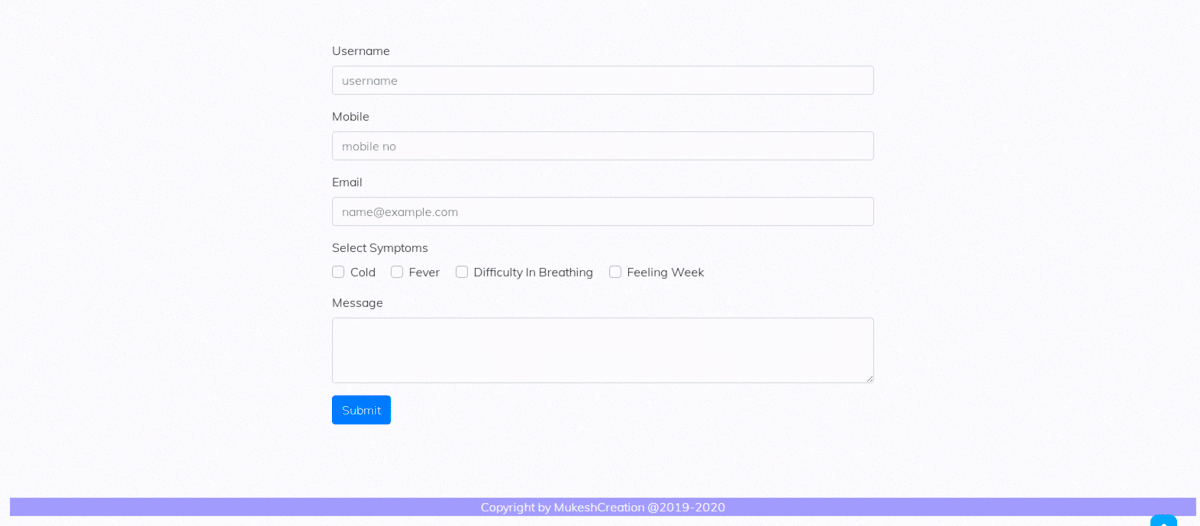 Username
username
Mobile
mobile no
Email
name@example.com
Select Symptoms
Cold Fever Difficulty In Breathing Feeling Week
Message
Submit
Copyright by MukeshCreation @2019-2020